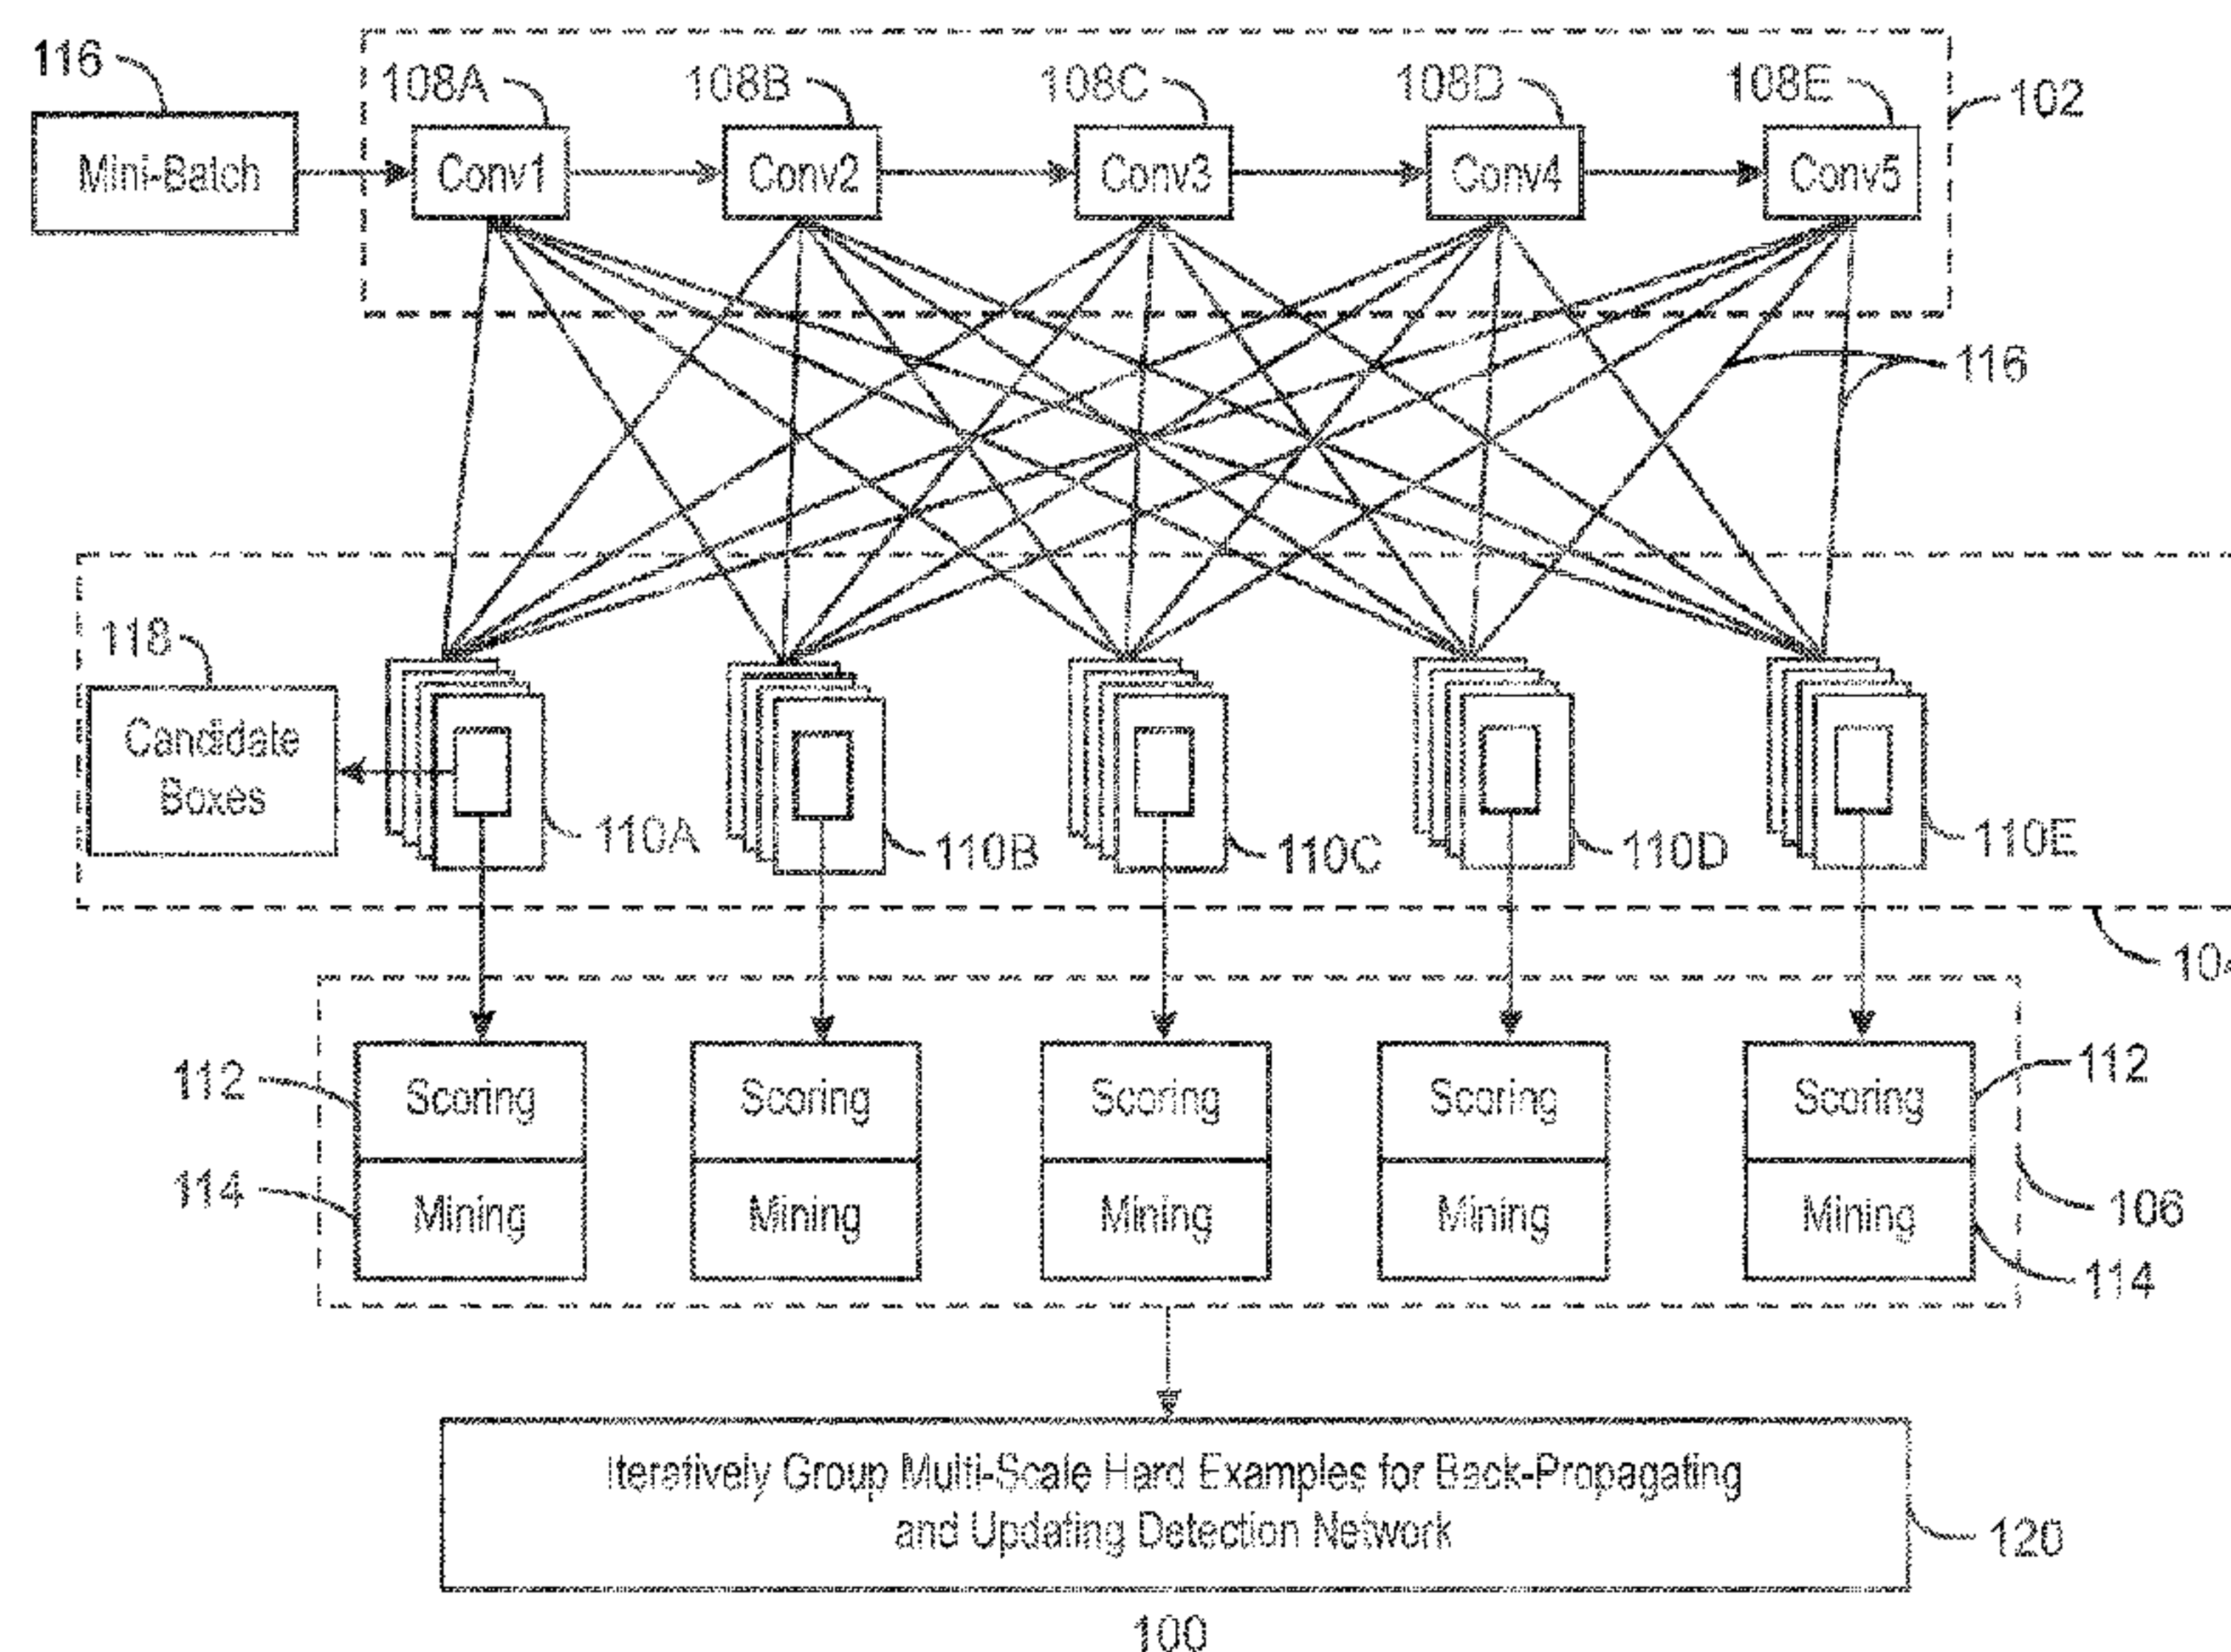 116
108A
108B
108C
108D
108E
102
Mini-Batch
Conv1
Conv2
Conv3
Conv4
Conv5
116
118
Candidate
Boxes
110A
110B
110C
110D
110E
112
Scoring
Scoring
Scoring
Scoring
Scoring
112
114
Mining
Mining
Mining
Mining
Mining
106
114
Iteratively Group Multi-Scale Hard Examples for Back-Propagating
and Updating Detection Network
120
100